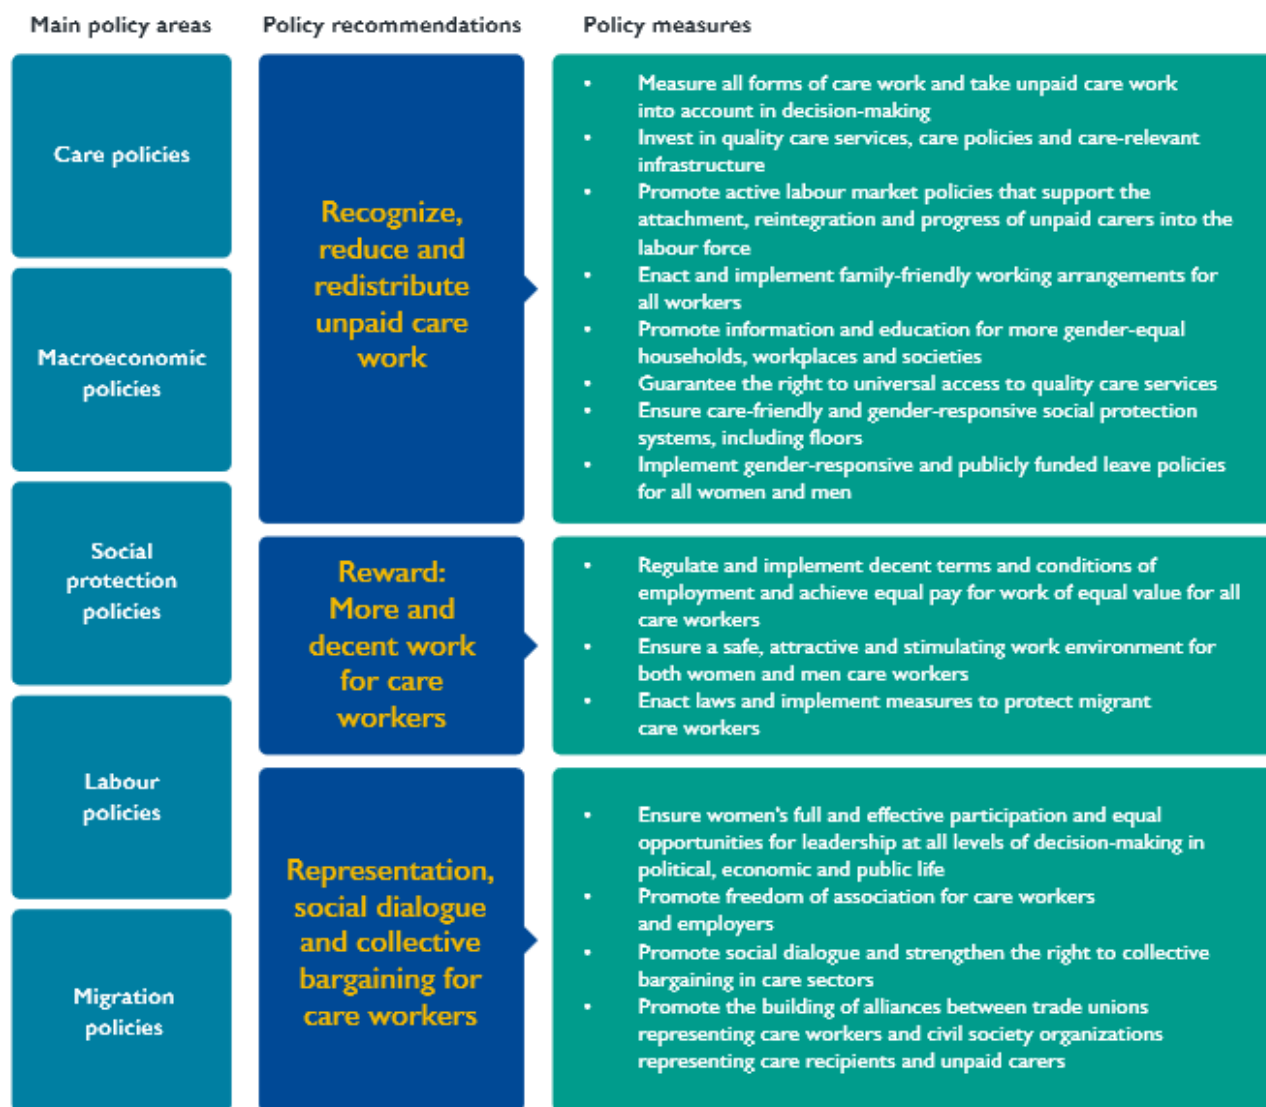 Main policy areas
Policy recommendations
Policy measures
Care policies
Macroeconomic
policies
Social
protection
policies
Labour
policies
Migration
policies
Recognize,
reduce and
redistribute
unpaid care
work
• Measure all forms of care work and take unpaid care work
into account in decision-making
• Invest in quality care services, care policies and care-relevant
infrastructure
• Promote active labour market policies that support the
attachment, reintegration and progress of unpaid carers into the
labour force
• Enact and implement family-friendly working arrangements for
all workers
• Promote information and education for more gender-equal
households, workplaces and societies
• Guarantee the right to universal access to quality care services
• Ensure care-friendly and gender-responsive social protection
systems, including floors
• Implement gender-responsive and publicly funded leave policies
for all women and men
Reward:
More and
decent work
for care
workers
• Regulate and implement decent terms and conditions of
employment and achieve equal pay for work of equal value for all
care workers
• Ensure a safe, attractive and stimulating work environment for
both women and men care workers
• Enact laws and implement measures to protect migrant
care workers
Representation,
social dialogue
and collective
bargaining for
care workers
• Ensure women's full and effective participation and equal
opportunities for leadership at all levels of decision-making in
political, economic and public life
• Promote freedom of association for care workers
and employers
• Promote social dialogue and strengthen the right to collective
bargaining in care sectors
• Promote the building of alliances between trade unions
representing care workers and civil society organizations
representing care recipients and unpaid carers